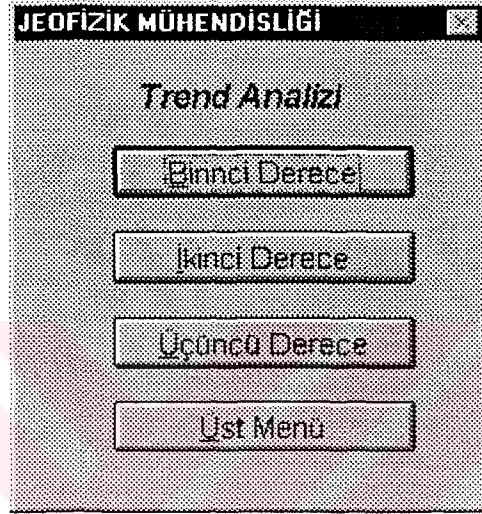 JEOFİZİK MÜHENDİSLİĞİ
Trend Analizi
Birinci Derece
İkinci Derece
Üçüncü Derece
Üst Menü